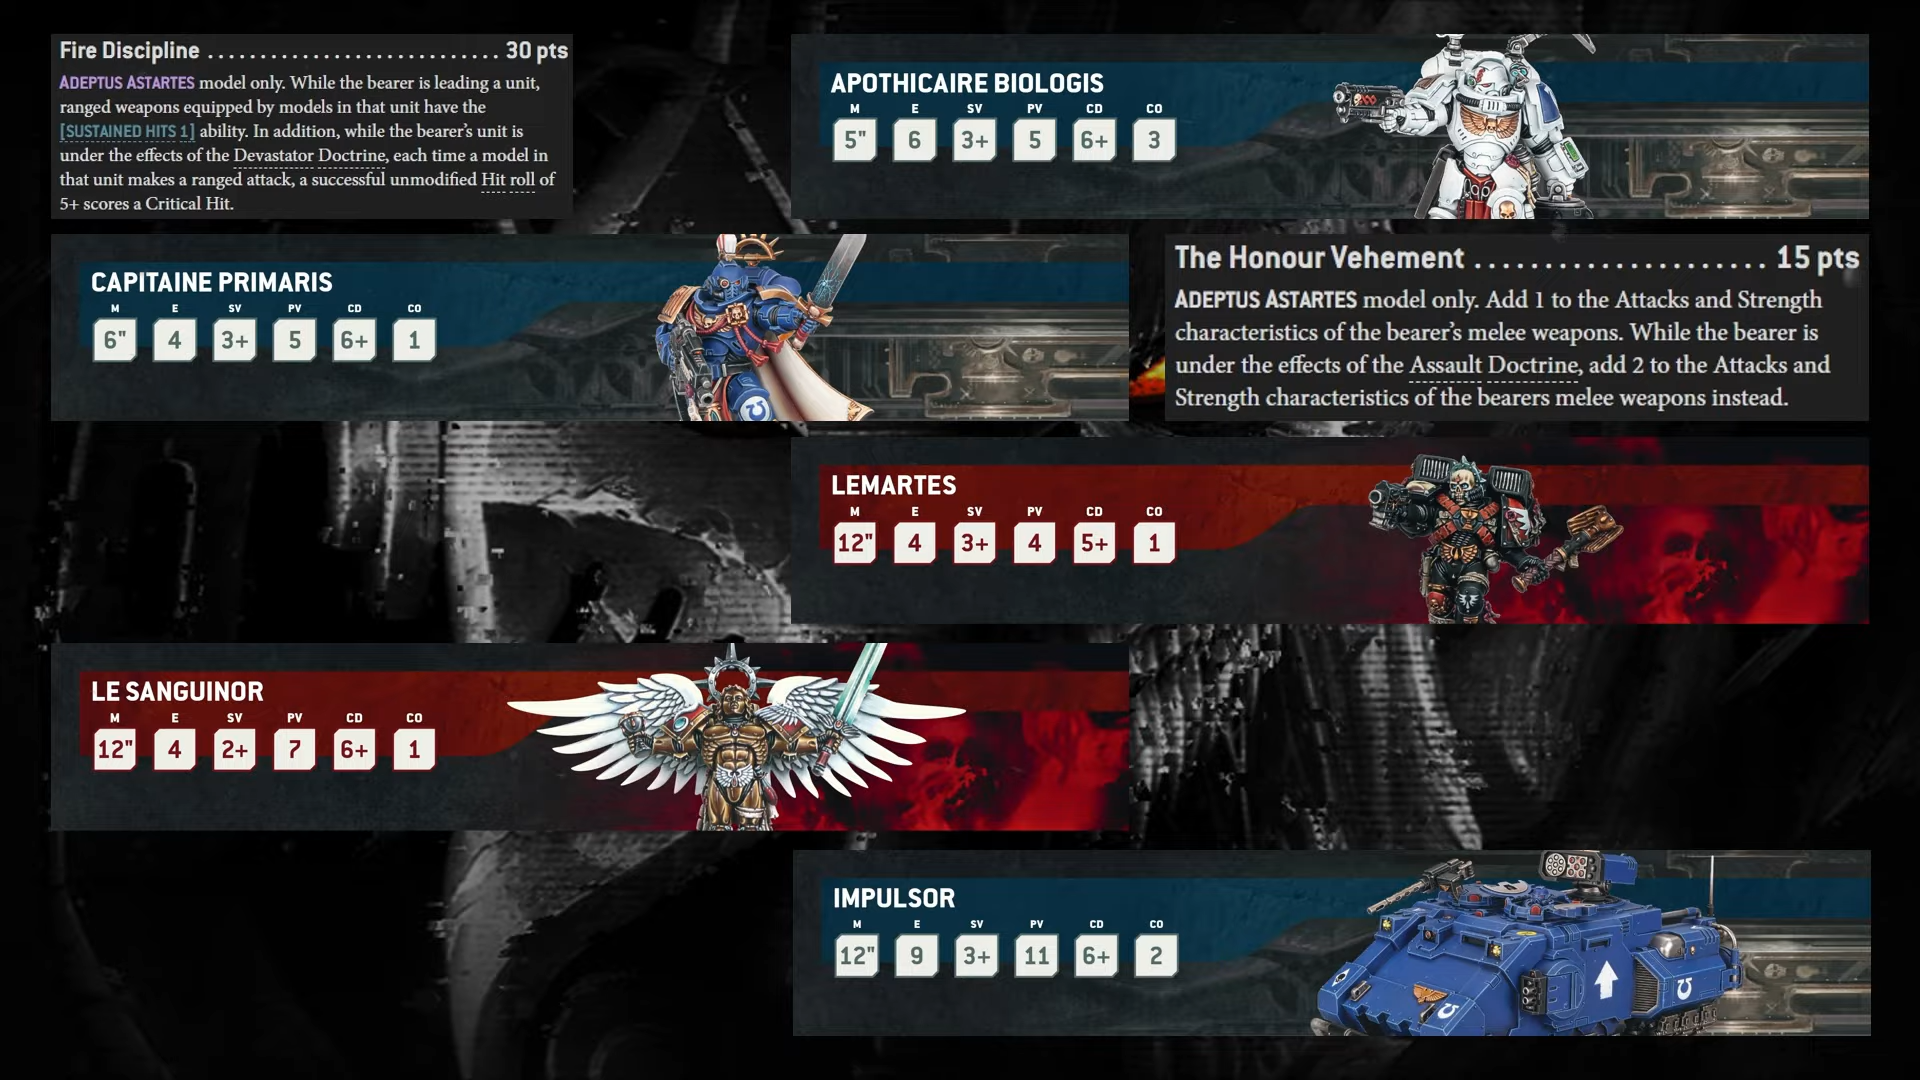 Fire Discipline ............................ 30 pts
ADEPTUS ASTARTES model only. While the bearer is leading a unit,
ranged weapons equipped by models in that unit have the
[SUSTAINED HITS 1] ability. In addition, while the bearer's unit is
under the effects of the Devastator Doctrine, each time a model in
that unit makes a ranged attack, a successful unmodified Hit roll of
5+ scores a Critical Hit.
APOTHICAIRE BIOLOGIS
M E SV PV CD CO
5" 6 3+ 5 6+ 3
CAPITAINE PRIMARIS
M E SV PV CD CO
6" 4 3+ 5 6+ 1
The Honour Vehement ....................... 15 pts
ADEPTUS ASTARTES model only. Add 1 to the Attacks and Strength
characteristics of the bearer's melee weapons. While the bearer is
under the effects of the Assault Doctrine, add 2 to the Attacks and
Strength characteristics of the bearers melee weapons instead.
LEMARTES
M E SV PV CD CO
12" 4 3+ 4 5+ 1
LE SANGUINOR
M E SV PV CD CO
12" 4 2+ 7 6+ 1
IMPULSOR
M E SV PV CD CO
12" 9 3+ 11 6+ 2